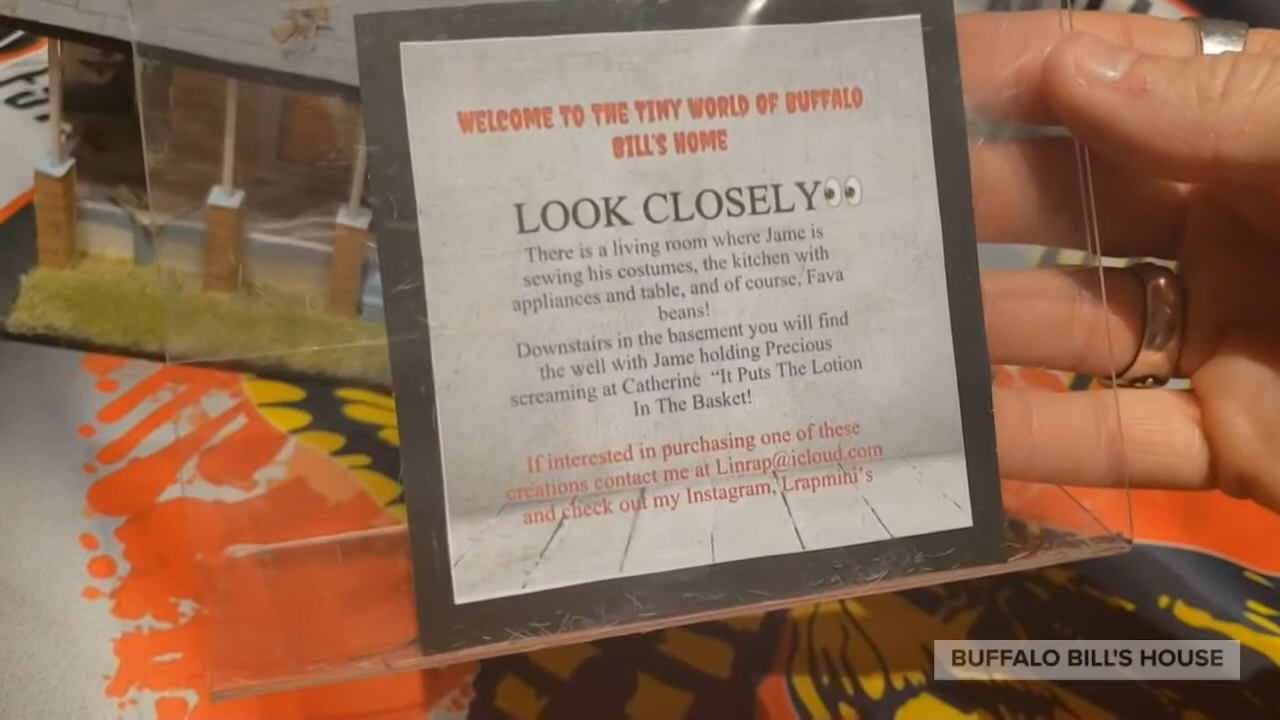 WELCOME TO THE TINY WORLD OF BUFFALO
BILL'S HOME
LOOK CLOSELY👀
There is a living room where Jame is
sewing his costumes, the kitchen with
appliances and table, and of course, Fava
beans!
Downstairs in the basement you will find
the well with Jame holding Precious
screaming at Catherine “It Puts The Lotion
In The Basket!
If interested in purchasing one of these
creations contact me at Linrap@icloud.com
and check out my Instagram, Lrapmini’s
BUFFALO BILL'S HOUSE